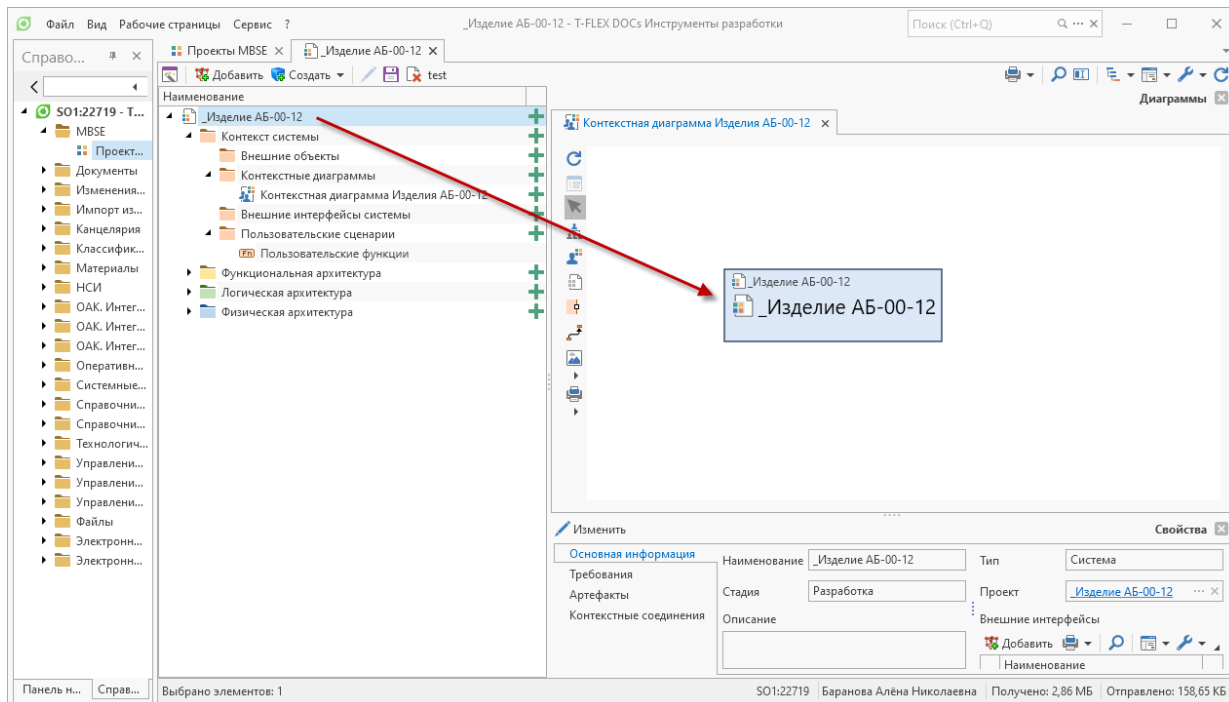 Файл Вид Рабочие страницы Сервис ? _Изделие АБ-00-12 - T-FLEX DOCs Инструменты разработки Поиск (Ctrl+Q)
Справо...
Проекты MBSE _Изделие АБ-00-12
Добавить Создать test
Диаграммы
Наименование
SO1:22719 - T...
MBSE
Проект...
Документы
Изменения...
Импорт из...
Канцелярия
Классифик...
Материалы
НСИ
ОАК. Интег...
ОАК. Интег...
ОАК. Интег...
Оперативн...
Системные...
Справочни...
Справочни...
Технологич...
Управлени...
Управлени...
Управлени...
Файлы
Электронн...
Электронн...
Панель н... Справ...
_Изделие АБ-00-12
Контекст системы
Внешние объекты
Контекстные диаграммы
Контекстная диаграмма Изделия АБ-00-12
Внешние интерфейсы системы
Пользовательские сценарии
Fn Пользовательские функции
Функциональная архитектура
Логическая архитектура
Физическая архитектура
Контекстная диаграмма Изделия АБ-00-12
_Изделие АБ-00-12
_Изделие АБ-00-12
Изменить Свойства
Основная информация
Требования
Артефакты
Контекстные соединения
Наименование _Изделие АБ-00-12 Тип Система
Стадия Разработка Проект _Изделие АБ-00-12
Описание Внешние интерфейсы
Добавить
Наименование
Выбрано элементов: 1 SO1:22719 Баранова Алёна Николаевна Получено: 2,86 МБ Отправлено: 158,65 КБ